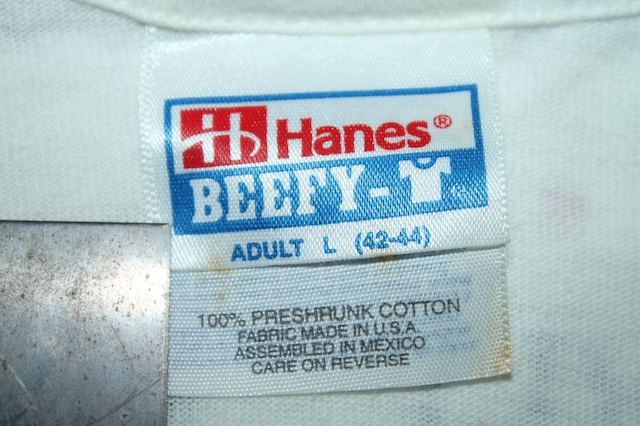 Hanes®
BEEFY-
ADULT L (42-44)
100% PRESHRUNK COTTON
FABRIC MADE IN U.S.A.
ASSEMBLED IN MEXICO
CARE ON REVERSE